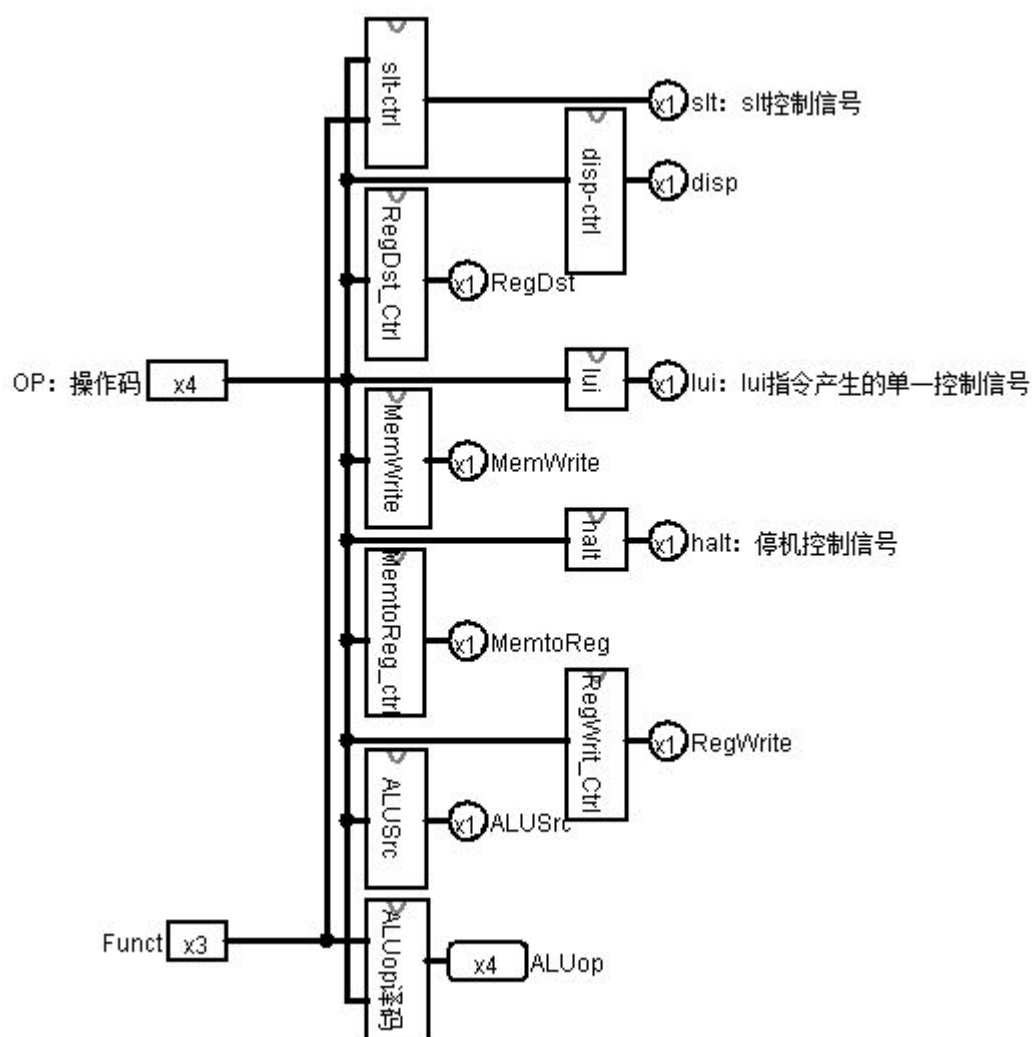 slt-ctrl
x1 slt：slt控制信号
disp-ctrl
x1 disp
RegDst_Ctrl
x1 RegDst
OP：操作码 x4
lui
x1 lui：lui指令产生的单一控制信号
MemWrite
x1 MemWrite
halt
x1 halt：停机控制信号
MemtoReg_ctrl
x1 MemtoReg
RegWrit_Ctrl
x1 RegWrite
ALUSrc
x1 ALUSrc
Funct x3
ALUop译码
x4 ALUop